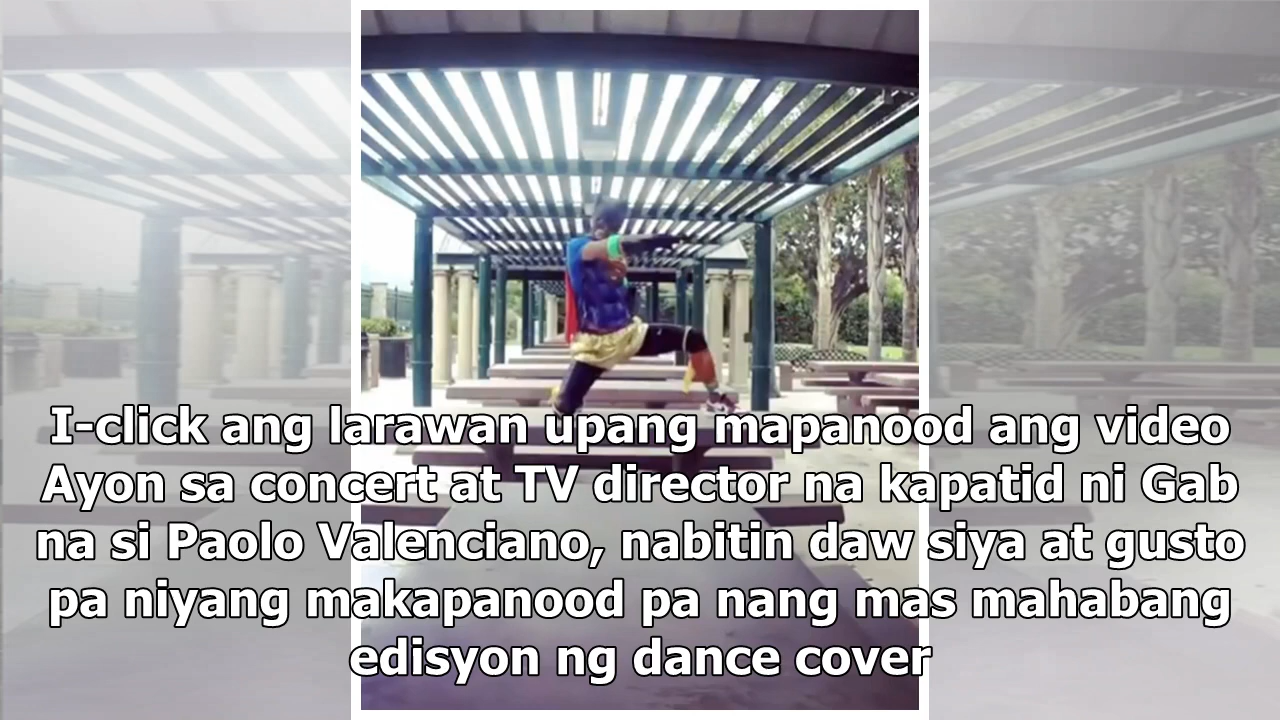 I-click ang larawan upang mapanood ang video
Ayon sa concert at TV director na kapatid ni Gab
na si Paolo Valenciano, nabitin daw siya at gusto
pa niyang makapanood pa nang mas mahabang
edisyon ng dance cover